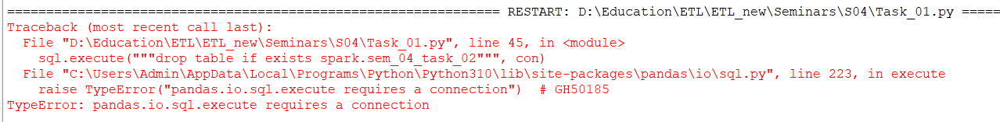 =============================================================== RESTART: D:\Education\ETL\ETL_new\Seminars\S04\Task_01.py =====
Traceback (most recent call last):
  File "D:\Education\ETL\ETL_new\Seminars\S04\Task_01.py", line 45, in <module>
    sql.execute("""drop table if exists spark.sem_04_task_02""", con)
  File "C:\Users\Admin\AppData\Local\Programs\Python\Python310\lib\site-packages\pandas\io\sql.py", line 223, in execute
    raise TypeError("pandas.io.sql.execute requires a connection")  # GH50185
TypeError: pandas.io.sql.execute requires a connection